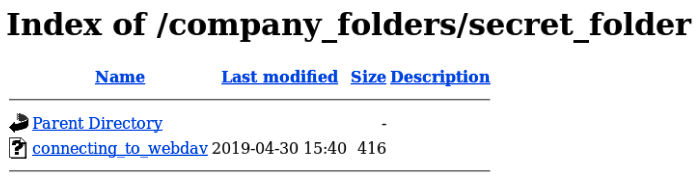 Index of /company_folders/secret_folder
Name Last modified Size Description
Parent Directory -
connecting_to_webdav 2019-04-30 15:40 416